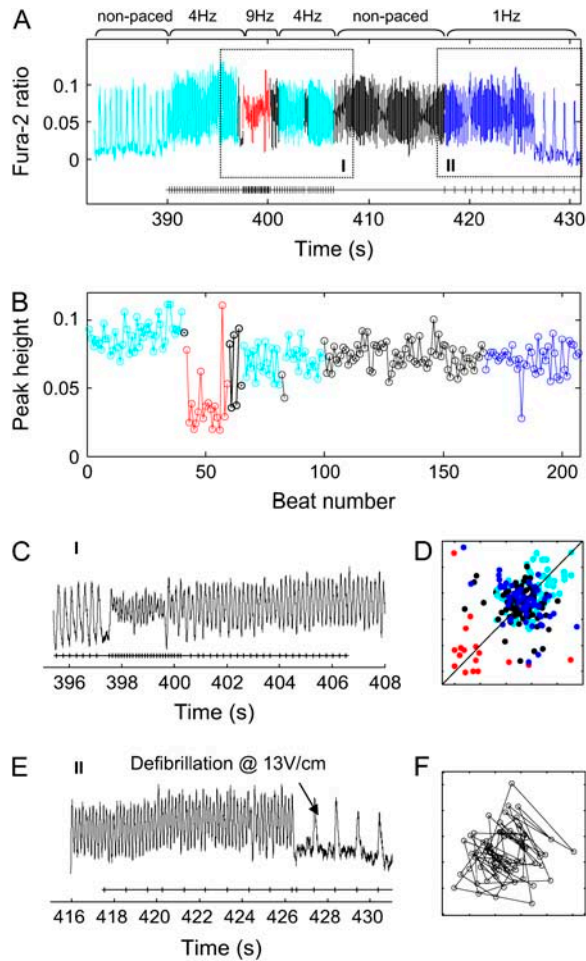 A
non-paced 4Hz 9Hz 4Hz non-paced 1Hz
Fura-2 ratio
0.1
0.05
0
I II
390 400 410 420 430
Time (s)
B
Peak height
0.1
0.05
0
0 50 100 150 200
Beat number
C I D
396 398 400 402 404 406 408
Time (s)
E II F
Defibrillation @ 13V/cm
416 418 420 422 424 426 428 430
Time (s)